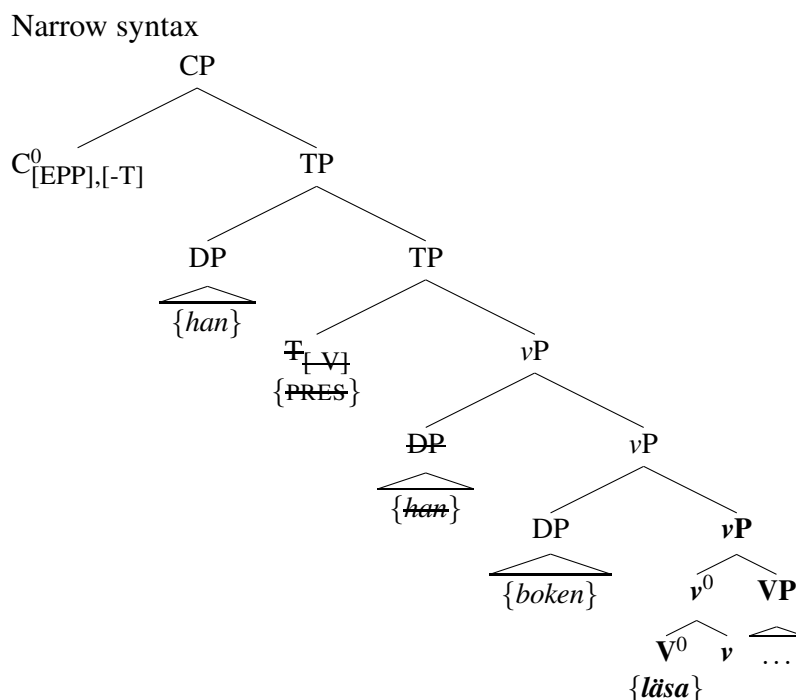 Narrow syntax
CP
C⁰[EPP],[-T] TP
DP TP
{han}
T[-V] vP
{PRES}
DP vP
{han}
DP vP
{boken} v⁰ VP
V⁰ v ...
{läsa}